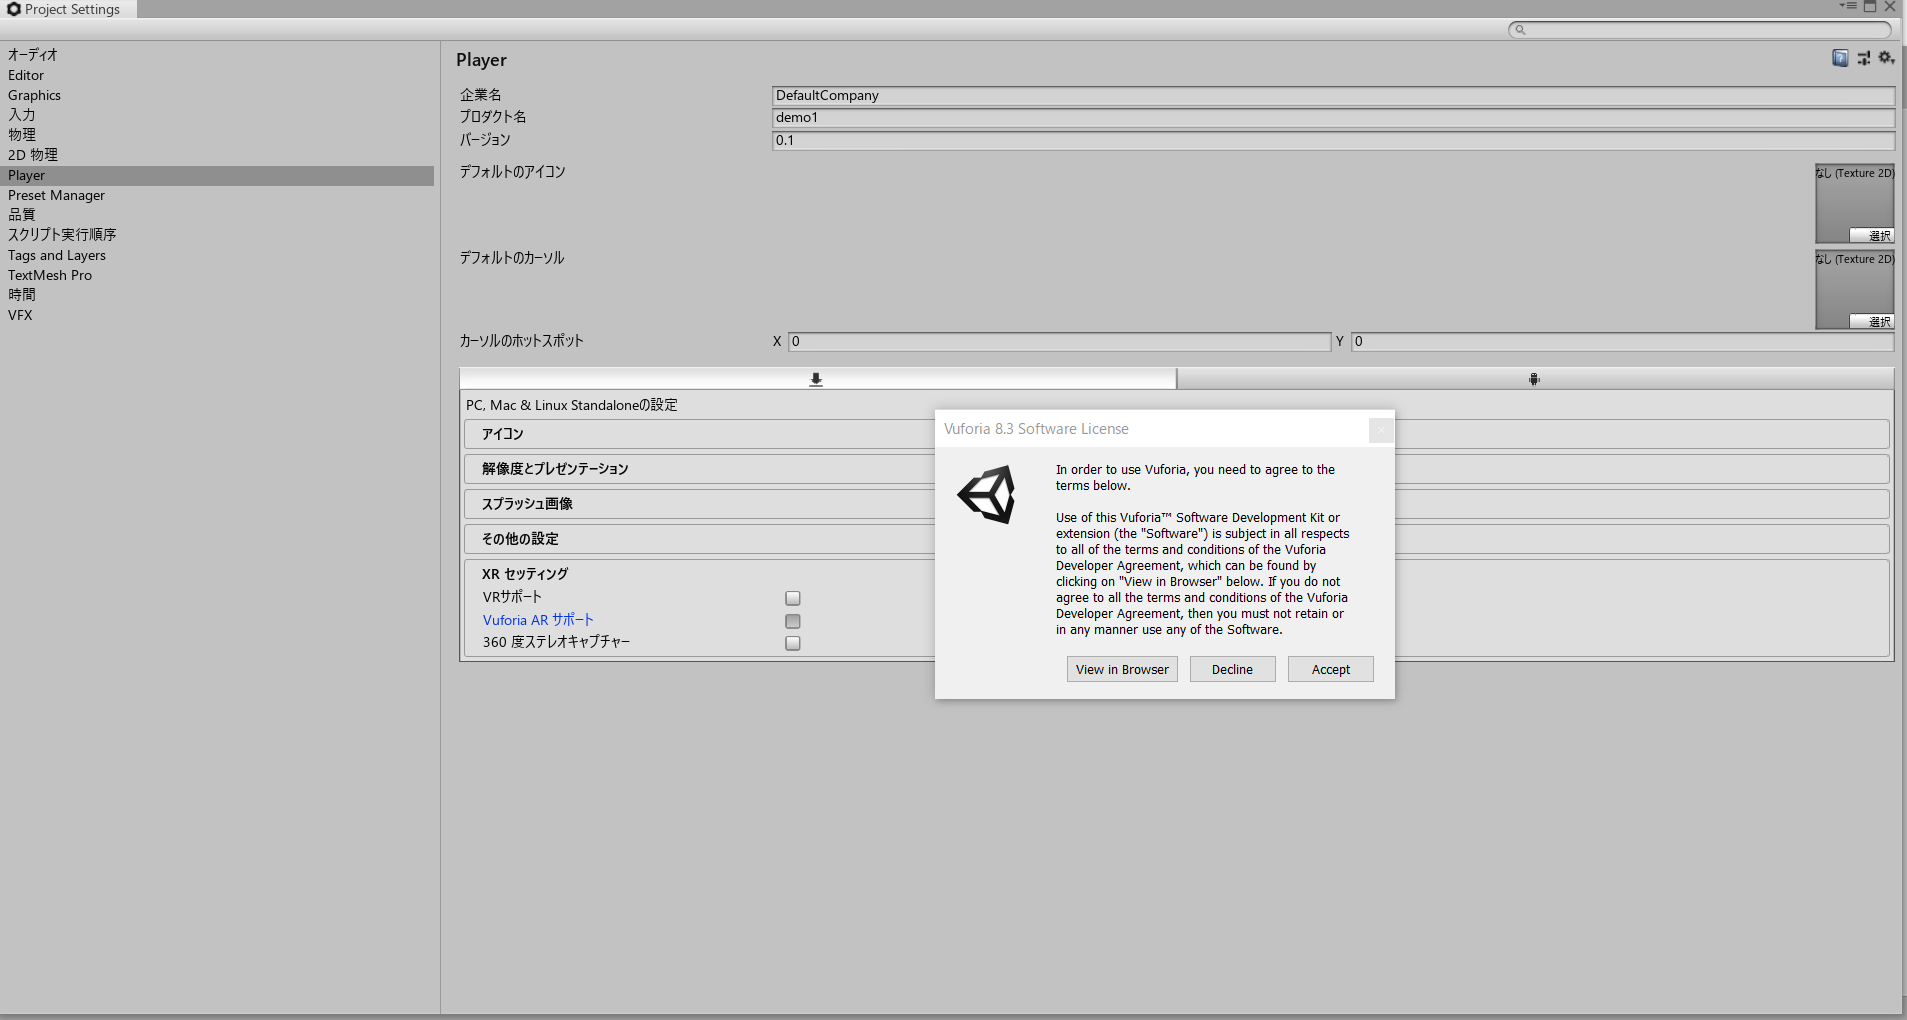 Project Settings
オーディオ
Editor
Graphics
入力
物理
2D 物理
Player
Preset Manager
品質
スクリプト実行順序
Tags and Layers
TextMesh Pro
時間
VFX
Player
企業名 DefaultCompany
プロダクト名 demo1
バージョン 0.1
デフォルトのアイコン
なし (Texture 2D)
選択
デフォルトのカーソル
なし (Texture 2D)
選択
カーソルのホットスポット X 0 Y 0
PC, Mac & Linux Standaloneの設定
アイコン
解像度とプレゼンテーション
スプラッシュ画像
その他の設定
XR セッティング
VRサポート
Vuforia AR サポート
360 度ステレオキャプチャー
Vuforia 8.3 Software License
In order to use Vuforia, you need to agree to the
terms below.
Use of this Vuforia™ Software Development Kit or
extension (the "Software") is subject in all respects
to all of the terms and conditions of the Vuforia
Developer Agreement, which can be found by
clicking on "View in Browser" below. If you do not
agree to all the terms and conditions of the Vuforia
Developer Agreement, then you must not retain or
in any manner use any of the Software.
View in Browser Decline Accept